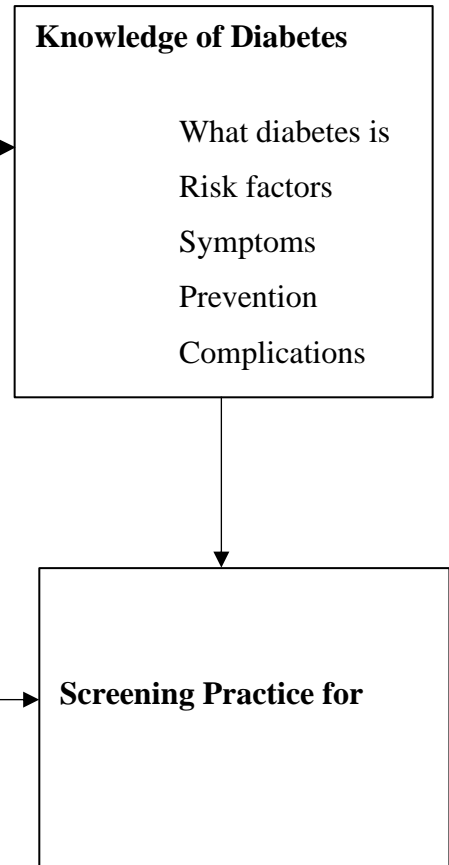 Knowledge of Diabetes
What diabetes is
Risk factors
Symptoms
Prevention
Complications
Screening Practice for